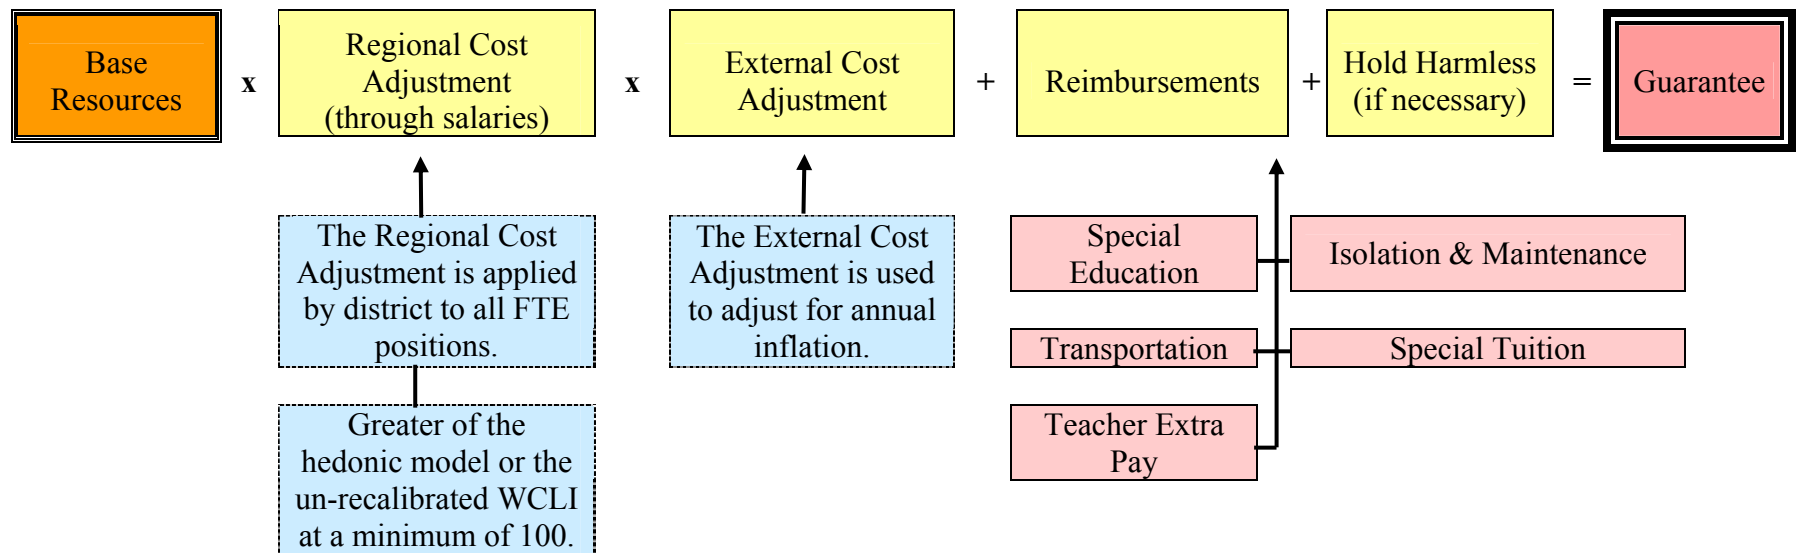 Base
Resources
x
Regional Cost
Adjustment
(through salaries)
x
External Cost
Adjustment
+
Reimbursements
+
Hold Harmless
(if necessary)
=
Guarantee
The Regional Cost
Adjustment is applied
by district to all FTE
positions.
The External Cost
Adjustment is used
to adjust for annual
inflation.
Special
Education
Isolation & Maintenance
Transportation
Special Tuition
Teacher Extra
Pay
Greater of the
hedonic model or the
un-recalibrated WCLI
at a minimum of 100.